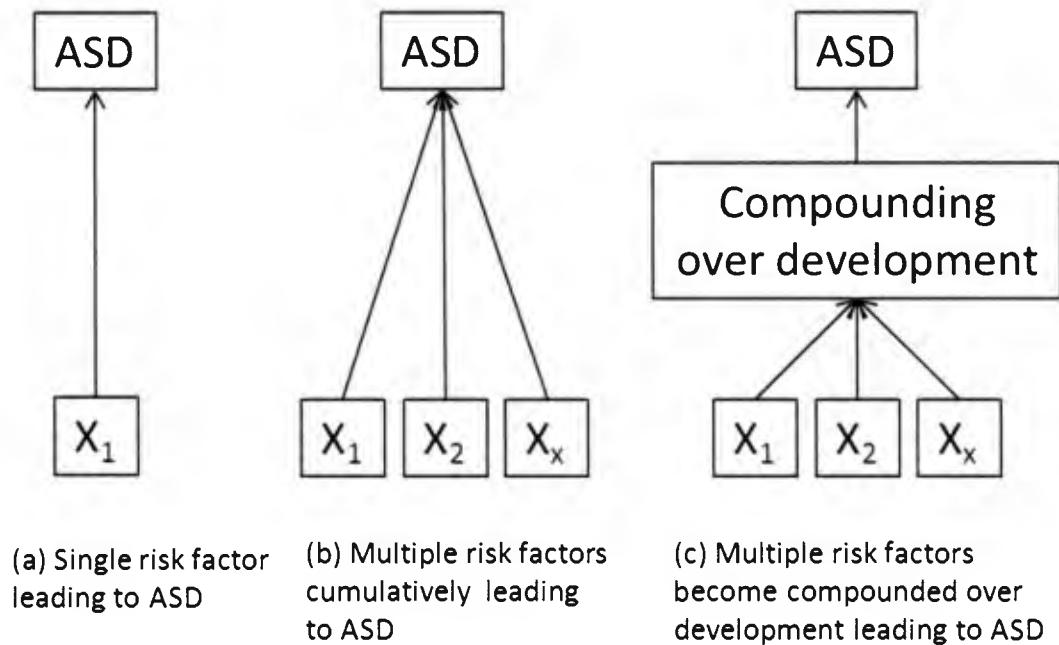 ASD
X1
(a) Single risk factor
leading to ASD
ASD
X1 X2 Xx
(b) Multiple risk factors
cumulatively leading
to ASD
ASD
Compounding
over development
X1 X2 Xx
(c) Multiple risk factors
become compounded over
development leading to ASD